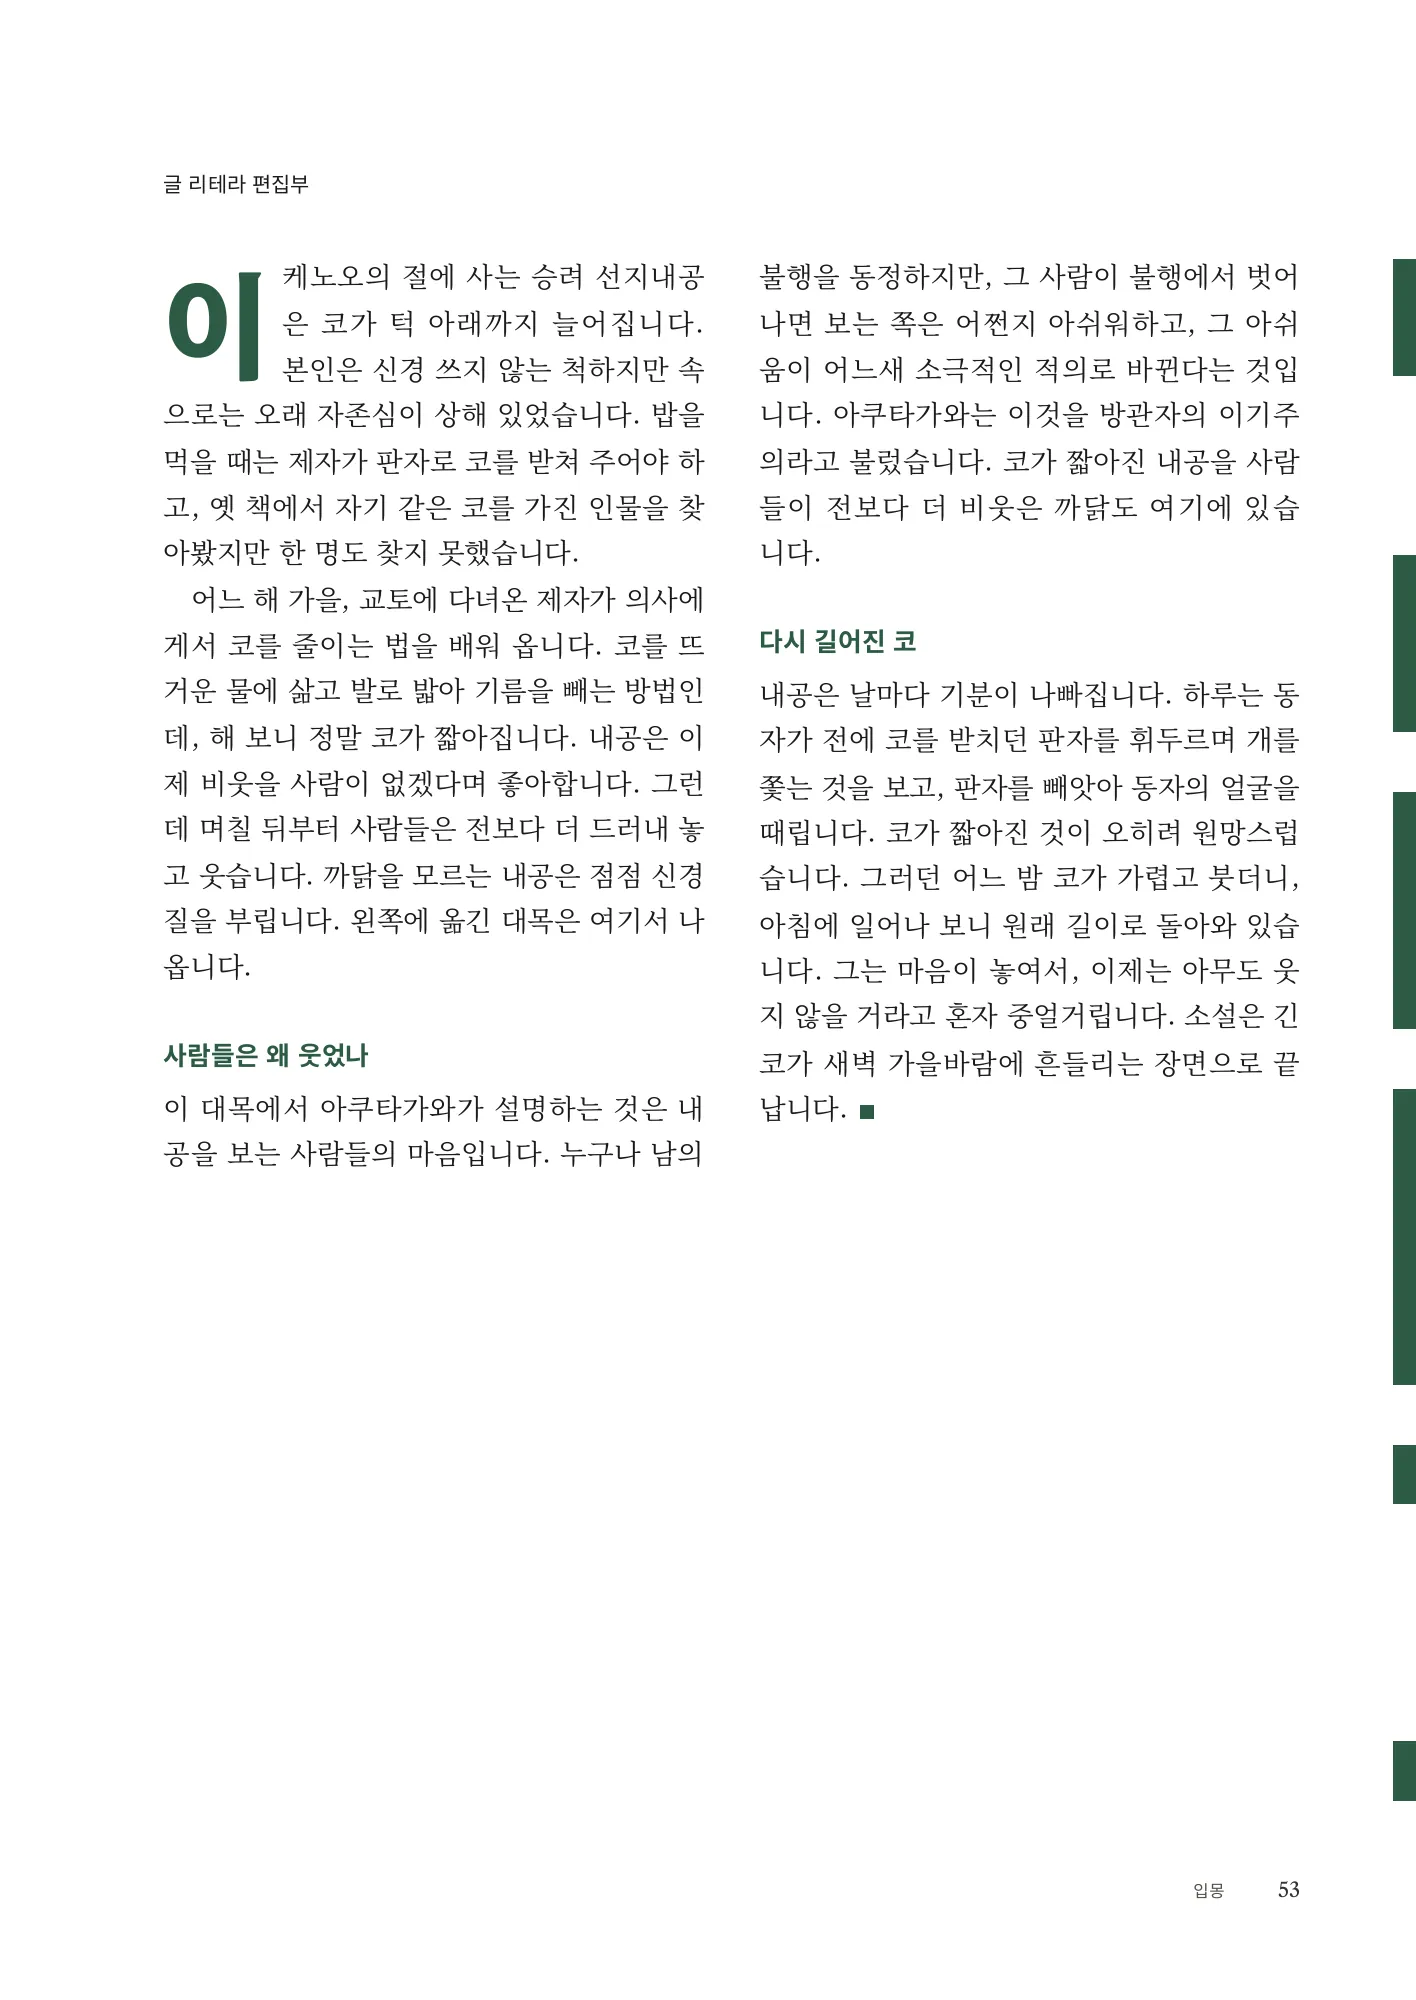 글 리테라 편집부
이케노오의 절에 사는 승려 선지내공
은 코가 턱 아래까지 늘어집니다.
본인은 신경 쓰지 않는 척하지만 속
으로는 오래 자존심이 상해 있었습니다. 밥을
먹을 때는 제자가 판자로 코를 받쳐 주어야 하
고, 옛 책에서 자기 같은 코를 가진 인물을 찾
아봤지만 한 명도 찾지 못했습니다.
어느 해 가을, 교토에 다녀온 제자가 의사에
게서 코를 줄이는 법을 배워 옵니다. 코를 뜨
거운 물에 삶고 발로 밟아 기름을 빼는 방법인
데, 해 보니 정말 코가 짧아집니다. 내공은 이
제 비웃을 사람이 없겠다며 좋아합니다. 그런
데 며칠 뒤부터 사람들은 전보다 더 드러내 놓
고 웃습니다. 까닭을 모르는 내공은 점점 신경
질을 부립니다. 왼쪽에 옮긴 대목은 여기서 나
옵니다.
사람들은 왜 웃었나
이 대목에서 아쿠타가와가 설명하는 것은 내
공을 보는 사람들의 마음입니다. 누구나 남의
불행을 동정하지만, 그 사람이 불행에서 벗어
나면 보는 쪽은 어쩐지 아쉬워하고, 그 아쉬
움이 어느새 소극적인 적의로 바뀐다는 것입
니다. 아쿠타가와는 이것을 방관자의 이기주
의라고 불렀습니다. 코가 짧아진 내공을 사람
들이 전보다 더 비웃은 까닭도 여기에 있습
니다.
다시 길어진 코
내공은 날마다 기분이 나빠집니다. 하루는 동
자가 전에 코를 받치던 판자를 휘두르며 개를
쫓는 것을 보고, 판자를 빼앗아 동자의 얼굴을
때립니다. 코가 짧아진 것이 오히려 원망스럽
습니다. 그러던 어느 밤 코가 가렵고 붓더니,
아침에 일어나 보니 원래 길이로 돌아와 있습
니다. 그는 마음이 놓여서, 이제는 아무도 웃
지 않을 거라고 혼자 중얼거립니다. 소설은 긴
코가 새벽 가을바람에 흔들리는 장면으로 끝
납니다. ■
입몽 53